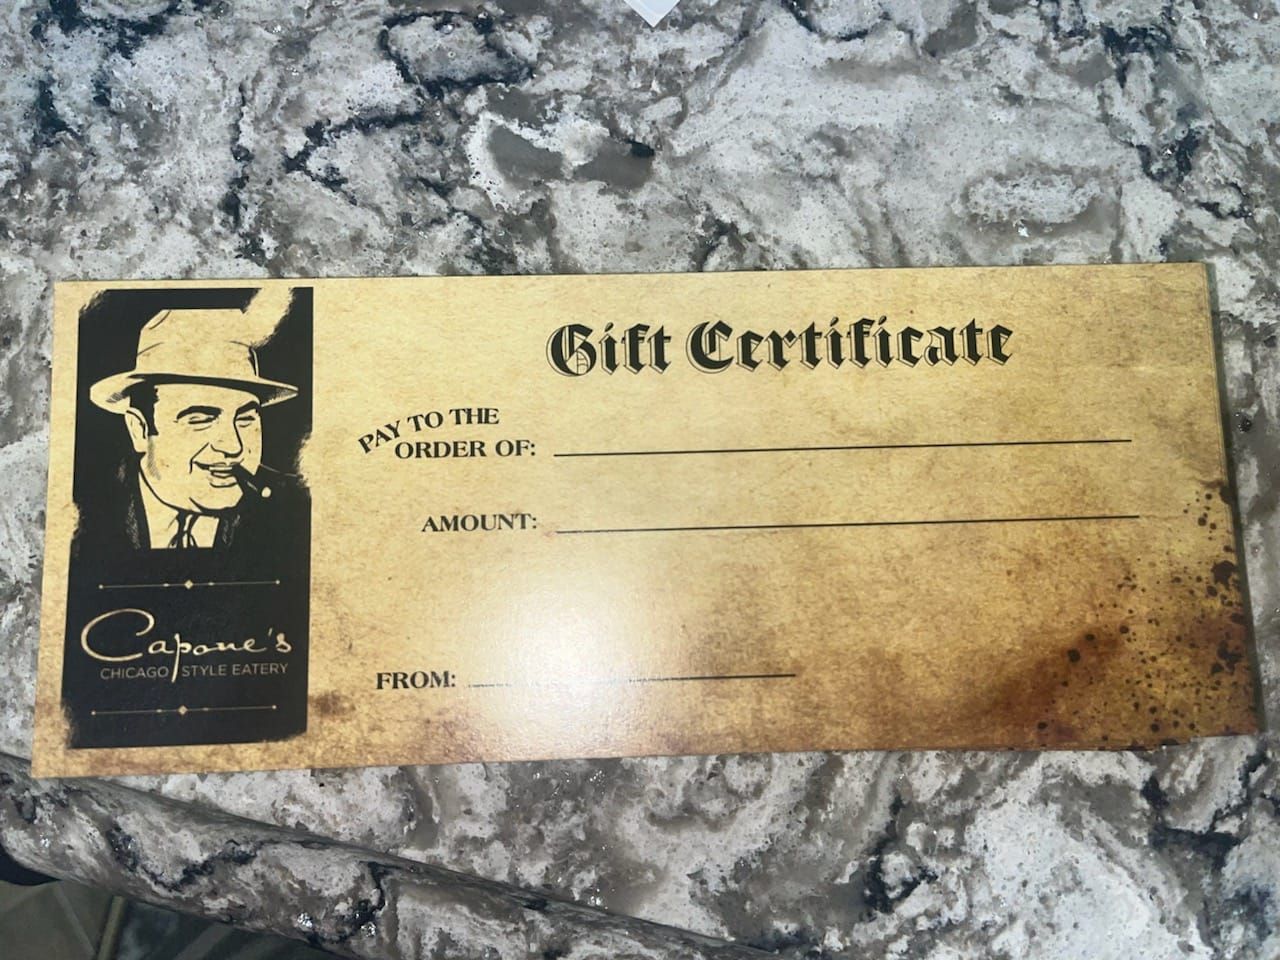 Gift Certificate
PAY TO THE
ORDER OF:
AMOUNT:
FROM:
Capone's
CHICAGO STYLE EATERY